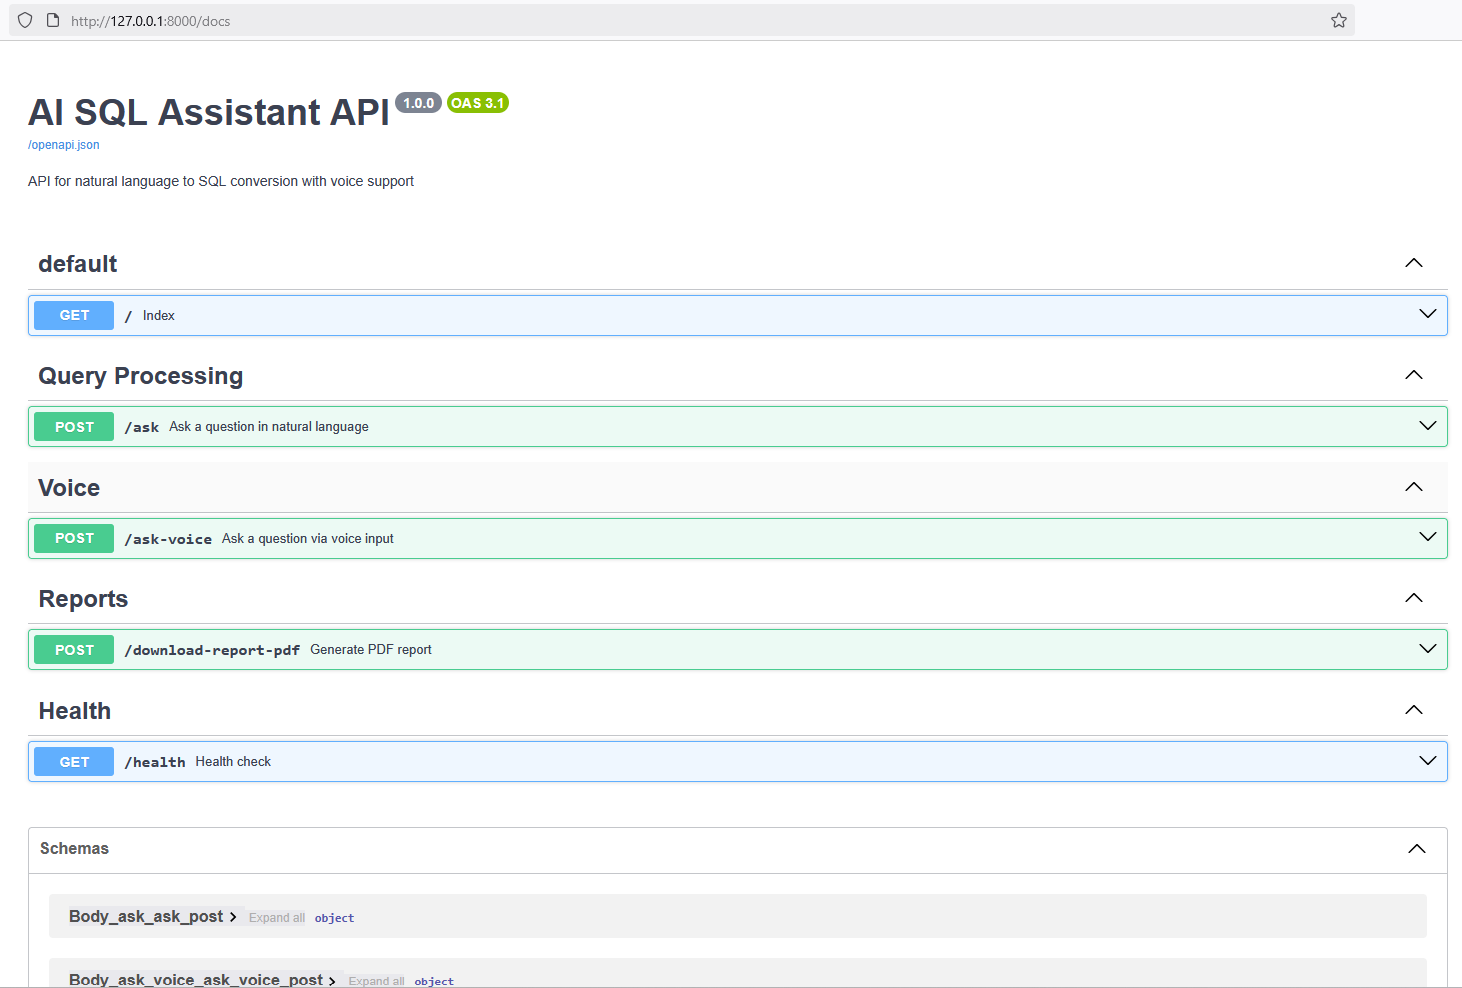 http://127.0.0.1:8000/docs
AI SQL Assistant API 1.0.0 OAS 3.1
/openapi.json
API for natural language to SQL conversion with voice support
default
GET / Index
Query Processing
POST /ask Ask a question in natural language
Voice
POST /ask-voice Ask a question via voice input
Reports
POST /download-report-pdf Generate PDF report
Health
GET /health Health check
Schemas
Body_ask_ask_post Expand all object
Body_ask_voice_ask_voice_post Expand all object